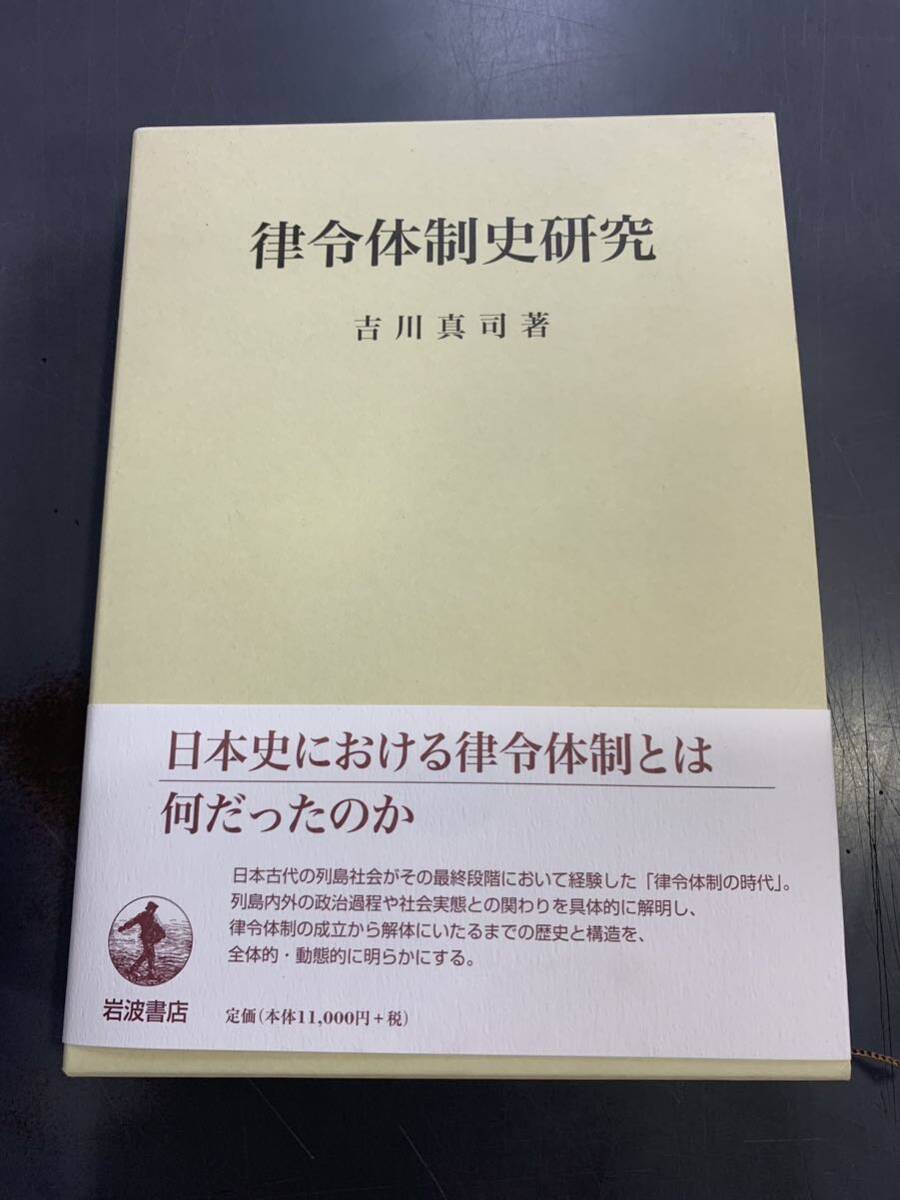 律令体制史研究
吉川真司著
日本史における律令体制とは
何だったのか
日本古代の列島社会がその最終段階において経験した「律令体制の時代」。
列島内外の政治過程や社会実態との関わりを具体的に解明し、
律令体制の成立から解体にいたるまでの歴史と構造を、
全体的・動態的に明らかにする。
岩波書店
定価(本体11,000円+税)